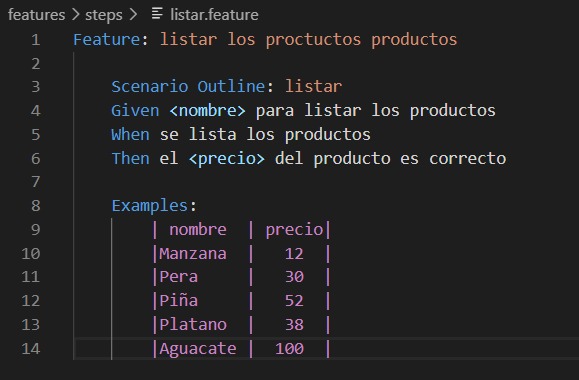 features > steps > listar.feature
1 Feature: listar los proctuctos productos
2
3 Scenario Outline: listar
4 Given <nombre> para listar los productos
5 When se lista los productos
6 Then el <precio> del producto es correcto
7
8 Examples:
9 | nombre | precio|
10 |Manzana | 12 |
11 |Pera | 30 |
12 |Piña | 52 |
13 |Platano | 38 |
14 |Aguacate | 100 |